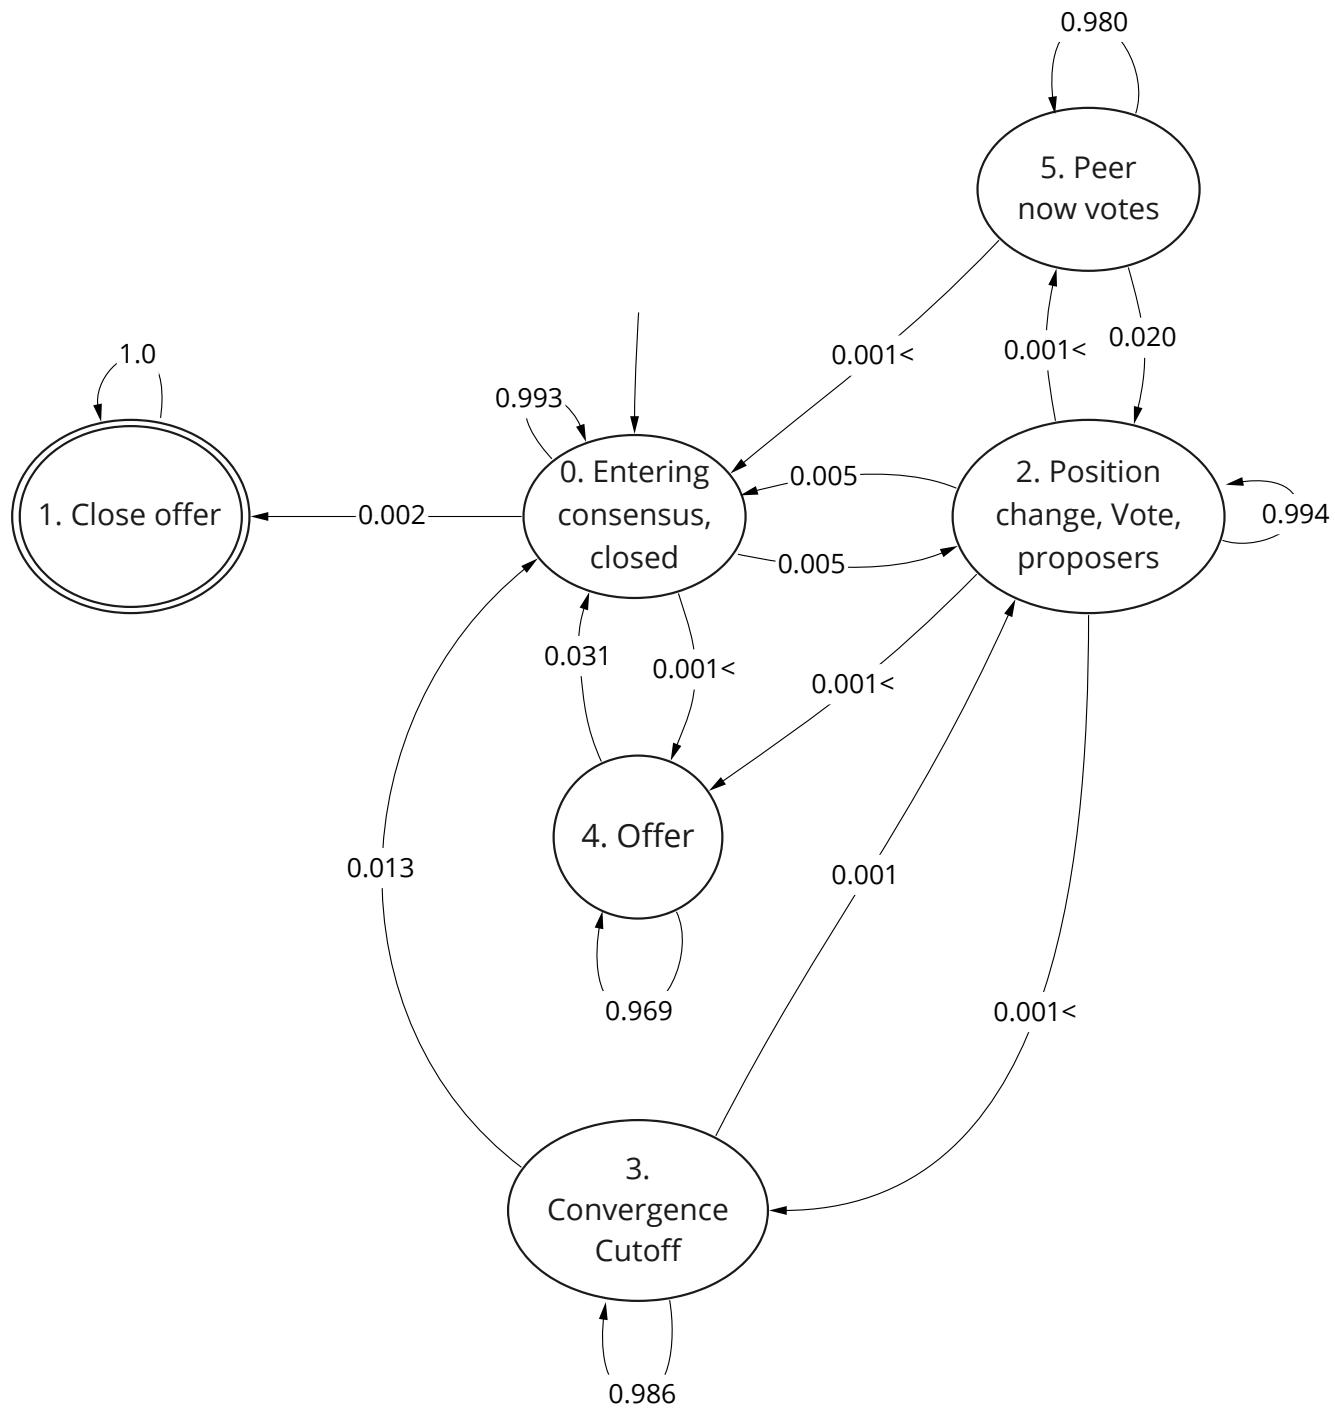 0.980
5. Peer
now votes
0.001<
0.001<
0.020
1.0
0.993
1. Close offer
0.002
0. Entering
consensus,
closed
0.005
0.005
2. Position
change, Vote,
proposers
0.994
0.031
0.001<
0.001<
4. Offer
0.013
0.001
0.969
0.001<
3.
Convergence
Cutoff
0.986